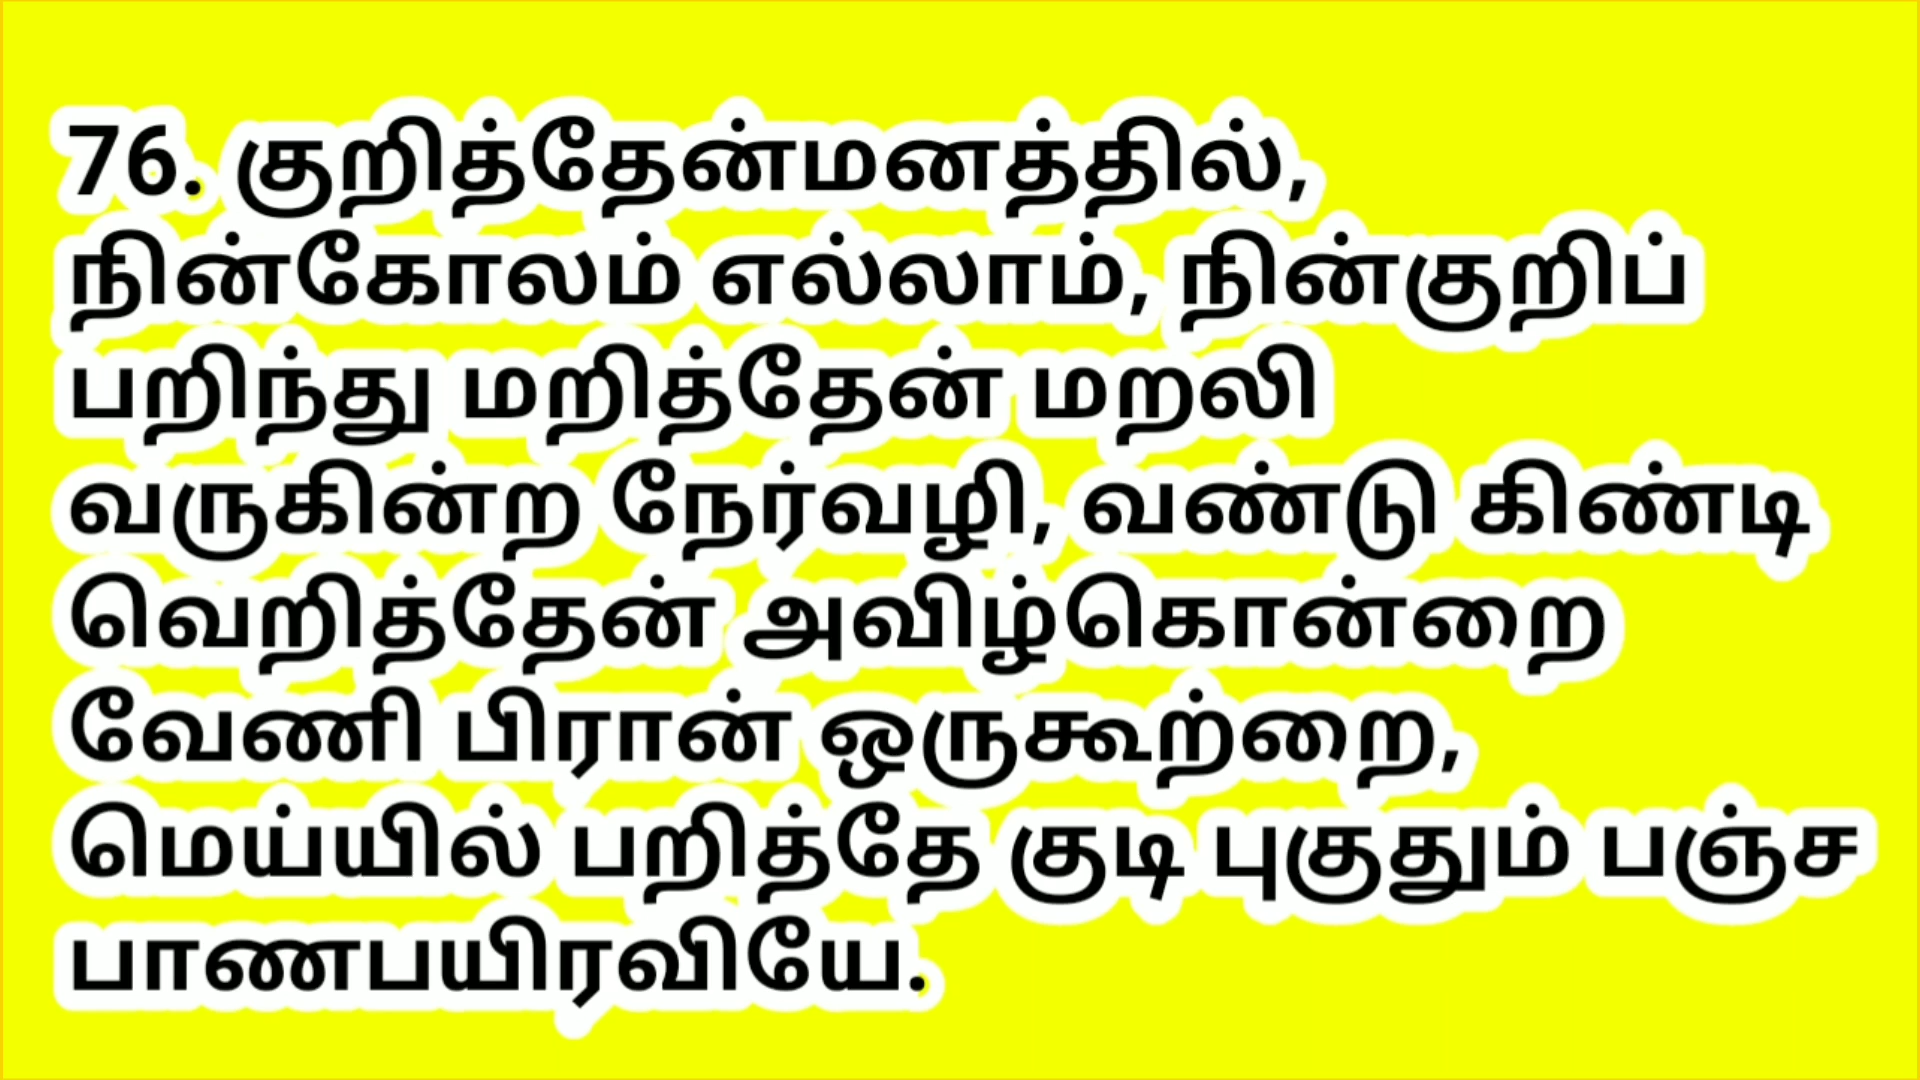 76. குறித்தேன்மனத்தில்,
நின்கோலம் எல்லாம், நின்குறிப்
பறிந்து மறித்தேன் மறலி
வருகின்ற நேர்வழி, வண்டு கிண்டி
வெறித்தேன் அவிழ்கொன்றை
வேணி பிரான் ஒருகூற்றை,
மெய்யில் பறித்தே குடி புகுதும் பஞ்ச
பாணபயிரவியே.